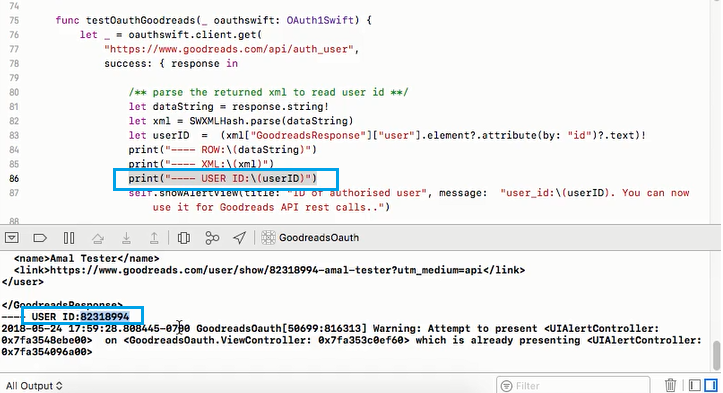 74
75 func testOauthGoodreads(_ oauthswift: OAuth1Swift) {
76 let _ = oauthswift.client.get(
77 "https://www.goodreads.com/api/auth_user",
78 success: { response in
79
80 /** parse the returned xml to read user id **/
81 let dataString = response.string!
82 let xml = SWXMLHash.parse(dataString)
83 let userID = (xml["GoodreadsResponse"]["user"].element?.attribute(by: "id")?.text)!
84 print("---- ROW:\(dataString)")
85 print("---- XML:\(xml)")
86 print("---- USER ID:\(userID)")
87 self.showAlertView(title: "ID of authorised user", message: "user_id:\(userID). You can now
use it for Goodreads API rest calls..")
88
GoodreadsOauth
<name>Amal Tester</name>
<link>https://www.goodreads.com/user/show/82318994-amal-tester?utm_medium=api</link>
</user>
</GoodreadsResponse>
---- USER ID:82318994
2018-05-24 17:59:28.808445-0700 GoodreadsOauth[50699:816313] Warning: Attempt to present <UIAlertController:
0x7fa3548ebe00> on <GoodreadsOauth.ViewController: 0x7fa353c0ef60> which is already presenting <UIAlertController:
0x7fa354096a00>
All Output
Filter